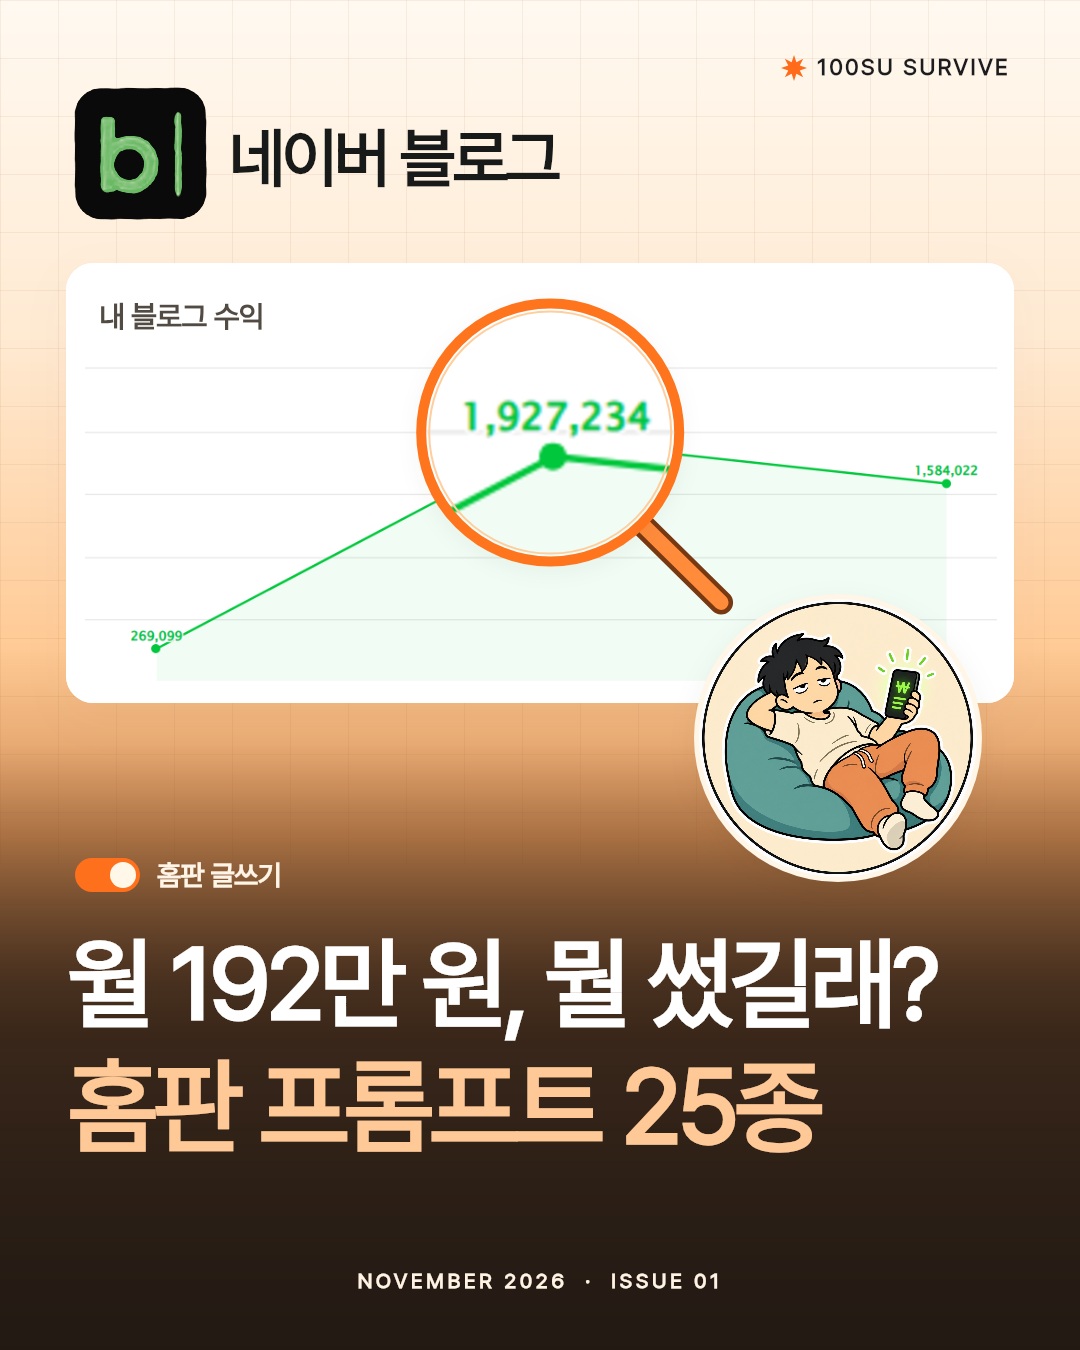 100SU SURVIVE
b|
네이버 블로그
내 블로그 수익
1,927,234
1,584,022
269,099
₩
홈판 글쓰기
월 192만 원, 뭘 썼길래?
홈판 프롬프트 25종
NOVEMBER 2026 · ISSUE 01